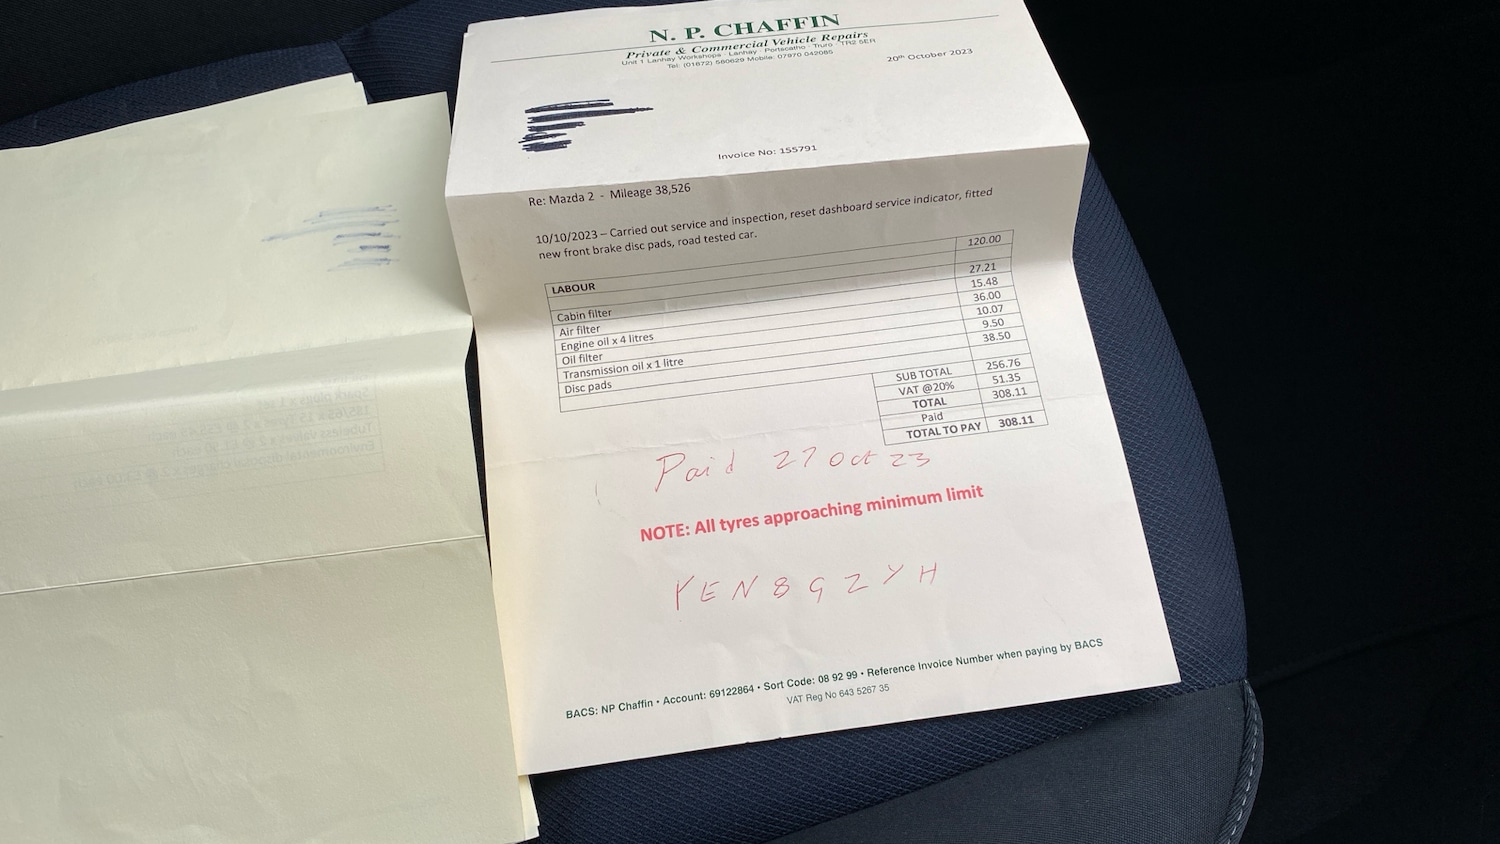 N. P. CHAFFIN
Private & Commercial Vehicle Repairs
Unit 1 Lanhay Workshops · Lanhay · Portscatho · Truro · TR2 5ER
Tel: (01872) 580629 Mobile: 07970 042085
20th October 2023
Invoice No: 155791
Re: Mazda 2 - Mileage 38,526
10/10/2023 – Carried out service and inspection, reset dashboard service indicator, fitted
new front brake disc pads, road tested car.
LABOUR 120.00
Cabin filter 27.21
Air filter 15.48
Engine oil x 4 litres 36.00
Oil filter 10.07
Transmission oil x 1 litre 9.50
Disc pads 38.50
SUB TOTAL 256.76
VAT @20% 51.35
TOTAL 308.11
Paid
TOTAL TO PAY 308.11
Paid 27 Oct 23
NOTE: All tyres approaching minimum limit
YEN8GZYH
BACS: NP Chaffin • Account: 69122864 • Sort Code: 08 92 99 • Reference Invoice Number when paying by BACS
VAT Reg No 643 5267 35